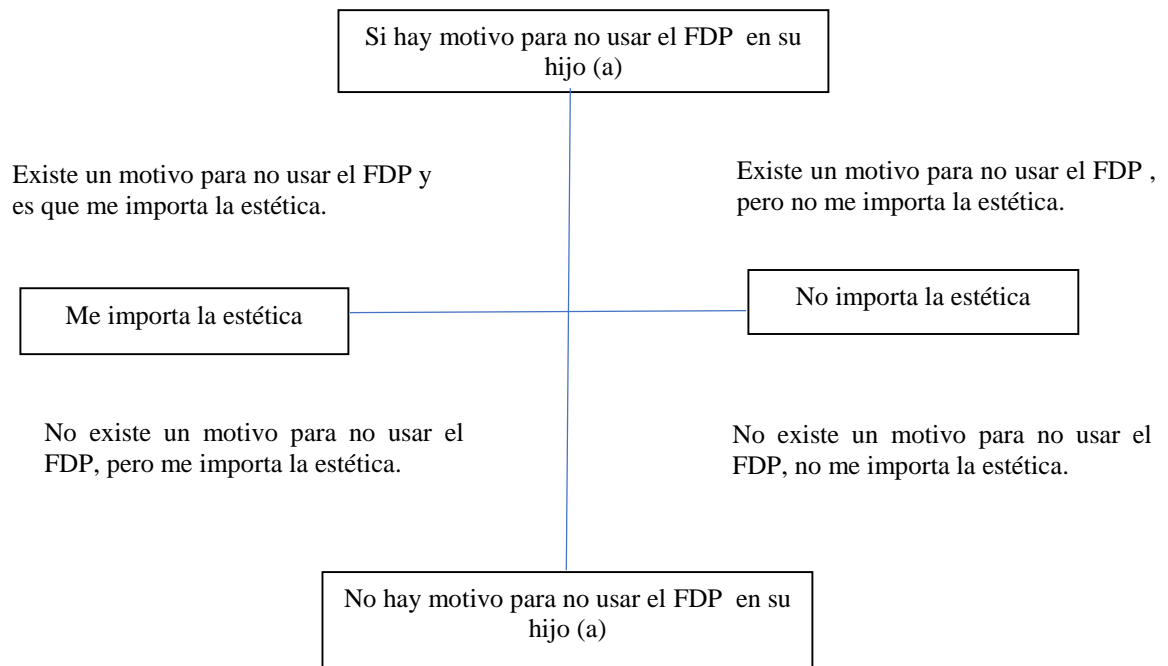 Si hay motivo para no usar el FDP en su
hijo (a)
Existe un motivo para no usar el FDP y
es que me importa la estética.
Existe un motivo para no usar el FDP ,
pero no me importa la estética.
Me importa la estética
No importa la estética
No existe un motivo para no usar el
FDP, pero me importa la estética.
No existe un motivo para no usar el
FDP, no me importa la estética.
No hay motivo para no usar el FDP en su
hijo (a)